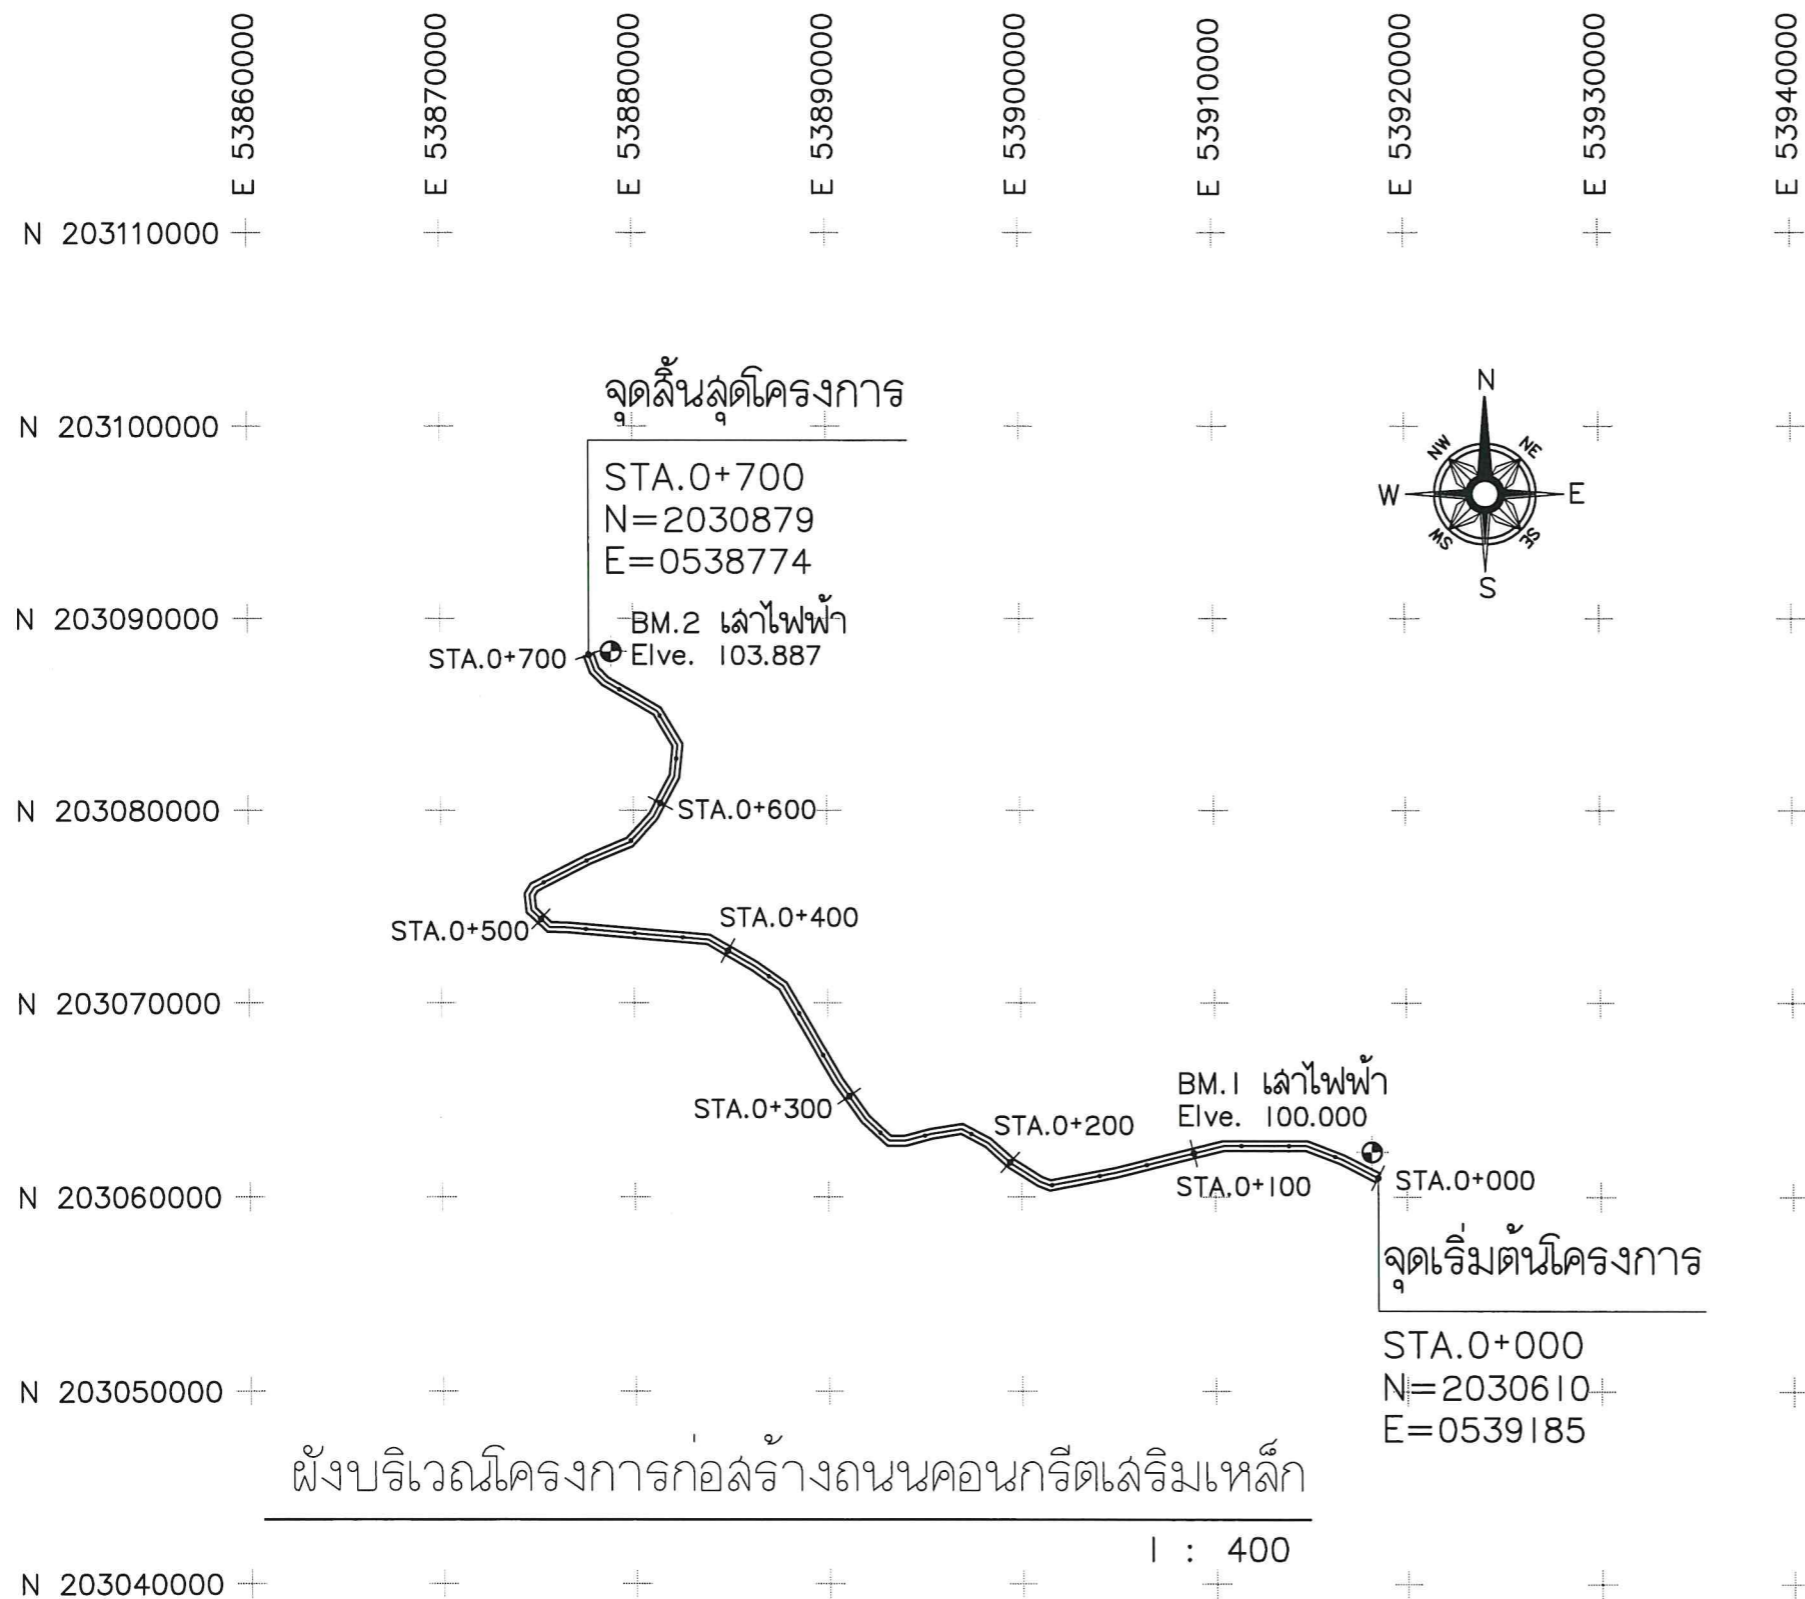 E 53860000
E 53870000
E 53880000
E 53890000
E 53900000
E 53910000
E 53920000
E 53930000
E 53940000
N 203110000
N 203100000
N 203090000
N 203080000
N 203070000
N 203060000
N 203050000
N 203040000
จุดสิ้นสุดโครงการ
STA.0+700
N=2030879
E=0538774
BM.2 เสาไฟฟ้า
Elve. 103.887
STA.0+700
N
NW
NE
W
E
SW
SE
S
STA.0+600
STA.0+500
STA.0+400
STA.0+300
STA.0+200
BM.1 เสาไฟฟ้า
Elve. 100.000
STA.0+100
STA.0+000
จุดเริ่มต้นโครงการ
STA.0+000
N=2030610
E=0539185
ผังบริเวณโครงการก่อสร้างถนนคอนกรีตเสริมเหล็ก
1 : 400